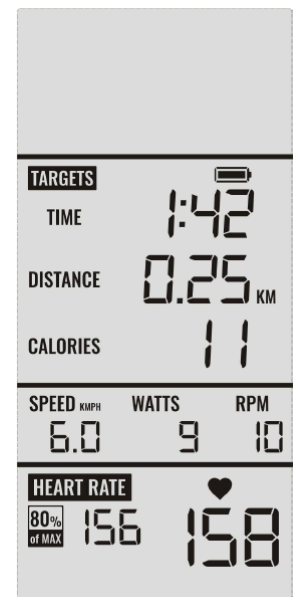 TARGETS
TIME 1:42
DISTANCE 0.25 KM
CALORIES 11
SPEED KMPH WATTS RPM
6.0 9 10
HEART RATE
80% of MAX 156 158